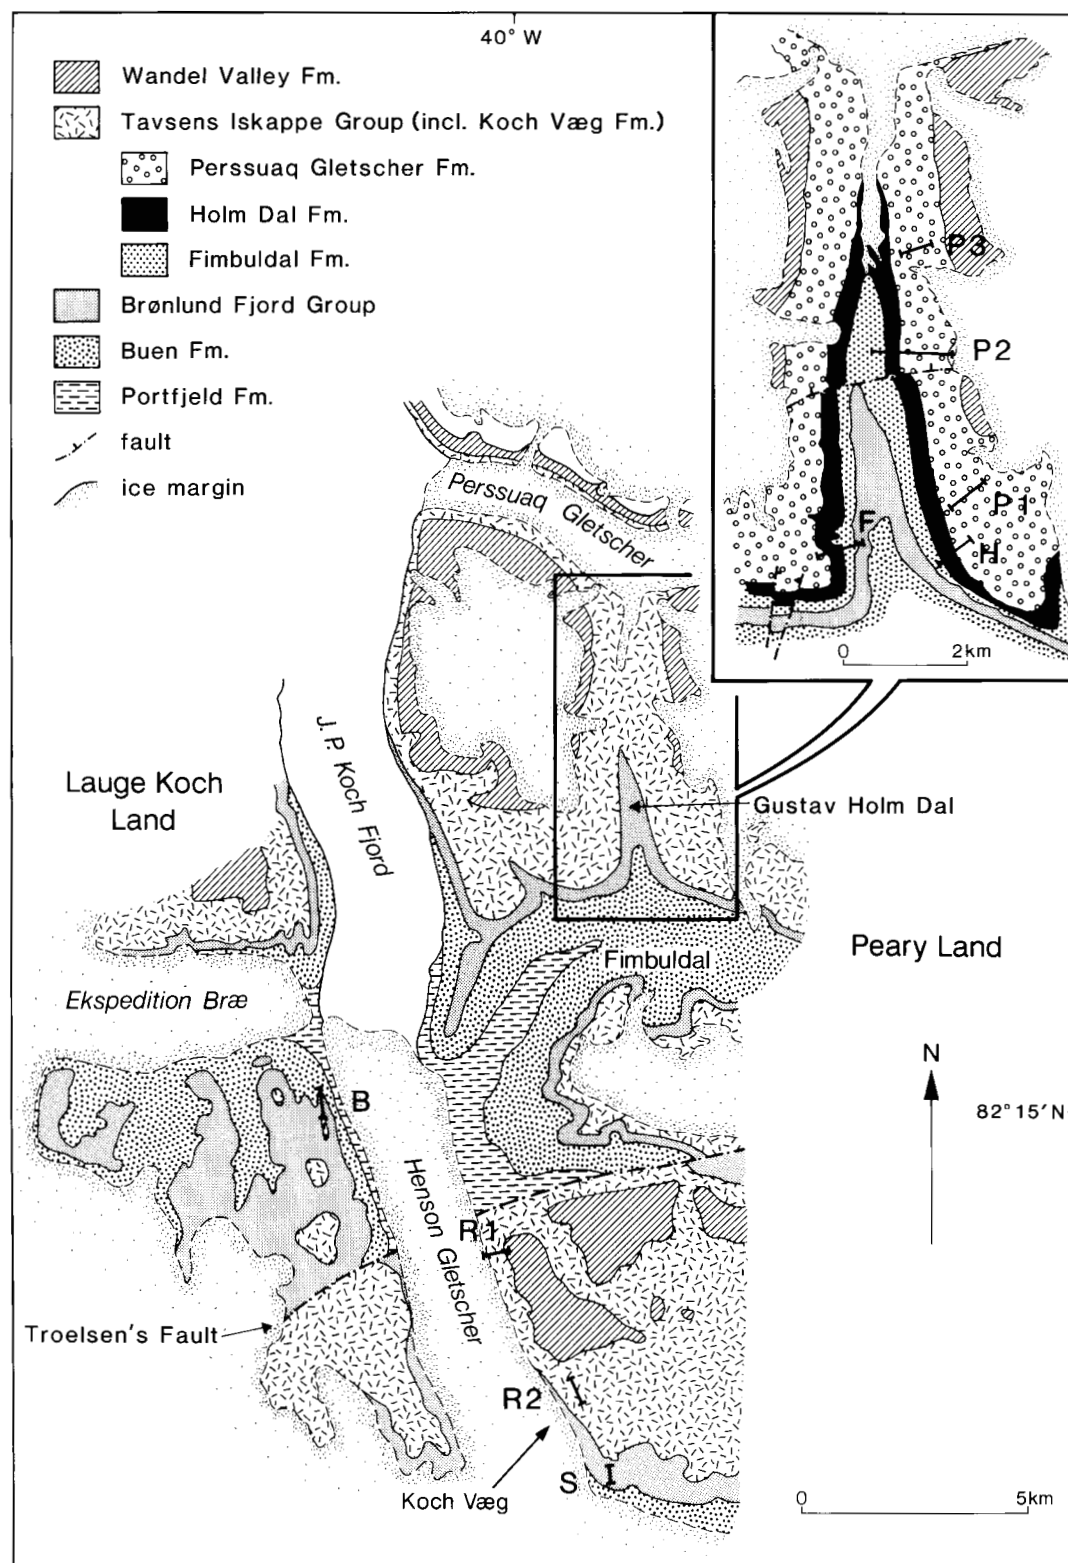 40° W
Wandel Valley Fm.
Tavsens Iskappe Group (incl. Koch Væg Fm.)
Perssuaq Gletscher Fm.
Holm Dal Fm.
Fimbuldal Fm.
Brønlund Fjord Group
Buen Fm.
Portfjeld Fm.
fault
ice margin
P3
P2
P1
F
H
0 2km
Perssuaq Gletscher
J.P. Koch Fjord
Lauge Koch
Land
Gustav Holm Dal
Fimbuldal
Peary Land
Ekspedition Bræ
N
82° 15′ N
B
Henson Gletscher
R1
Troelsen's Fault
R2
Koch Væg
S
0 5km